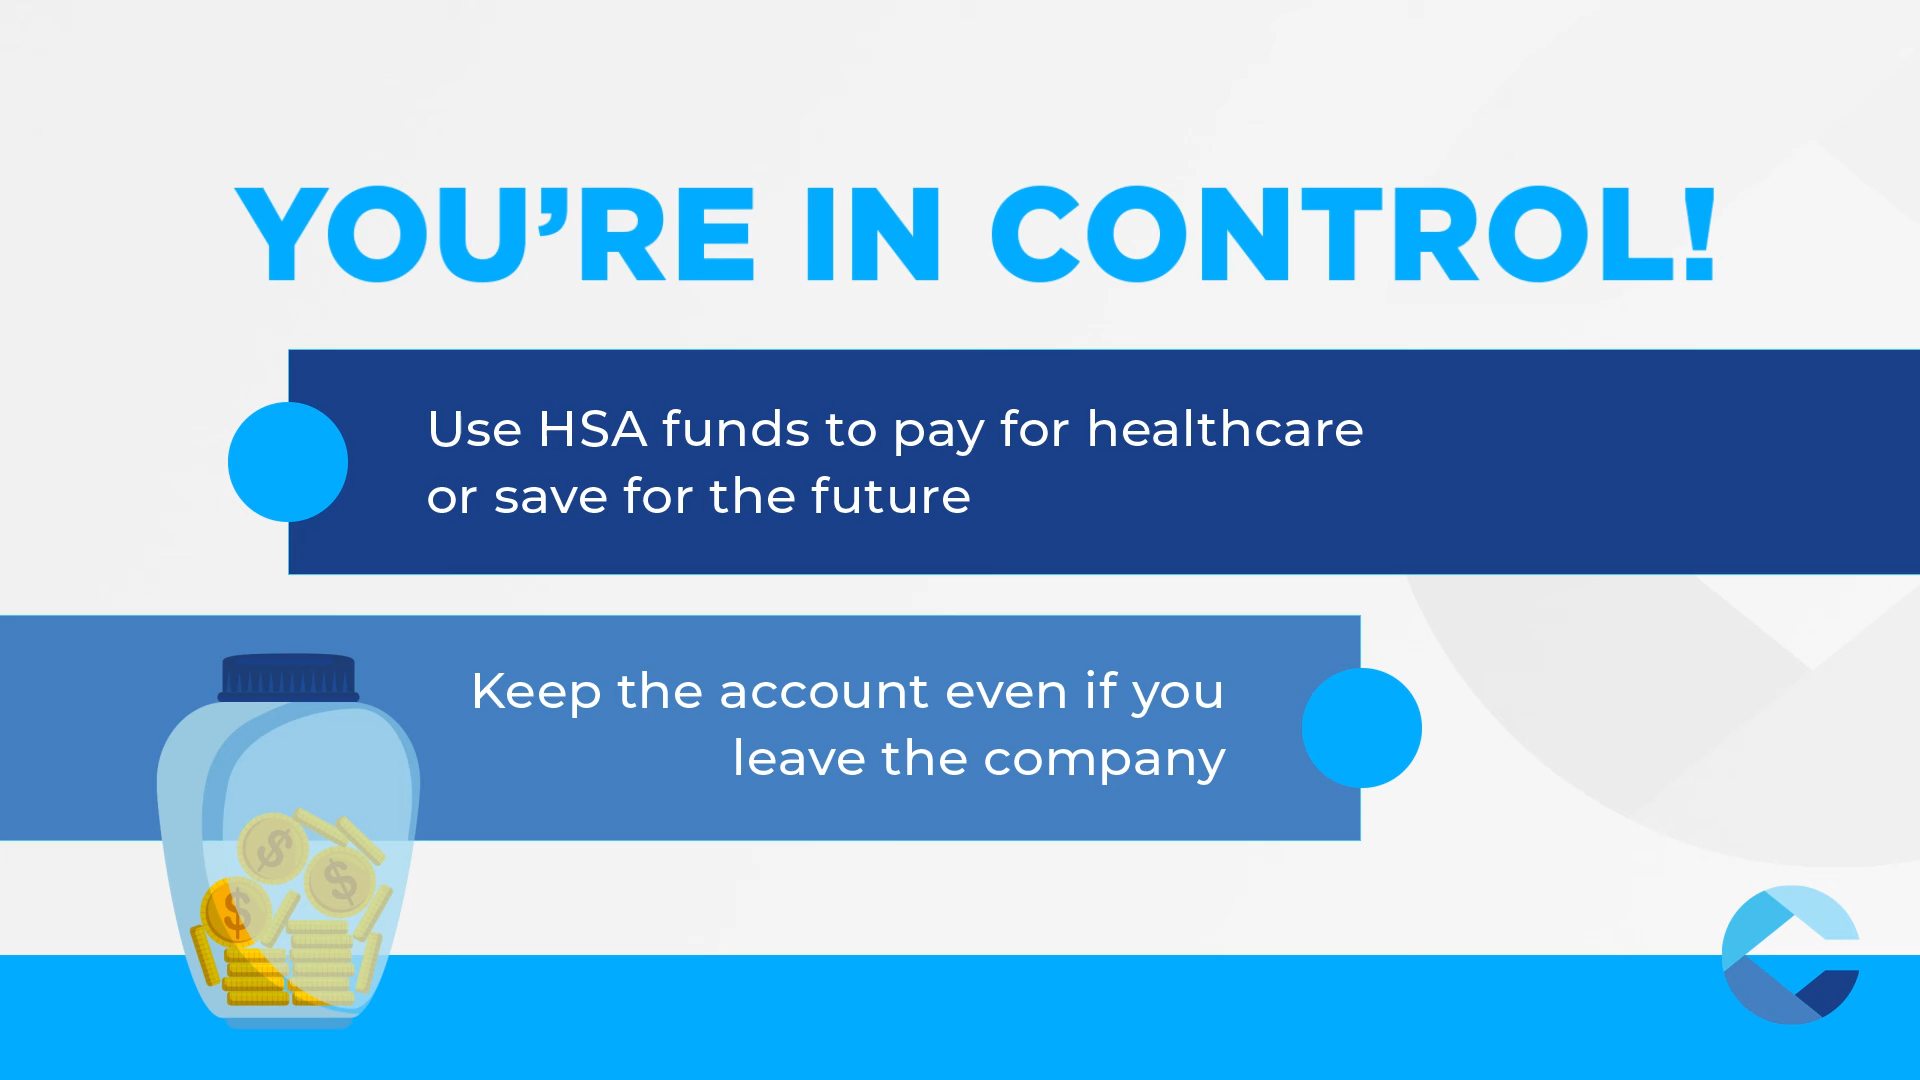 YOU’RE IN CONTROL!
Use HSA funds to pay for healthcare
or save for the future
Keep the account even if you
leave the company
$
$
$